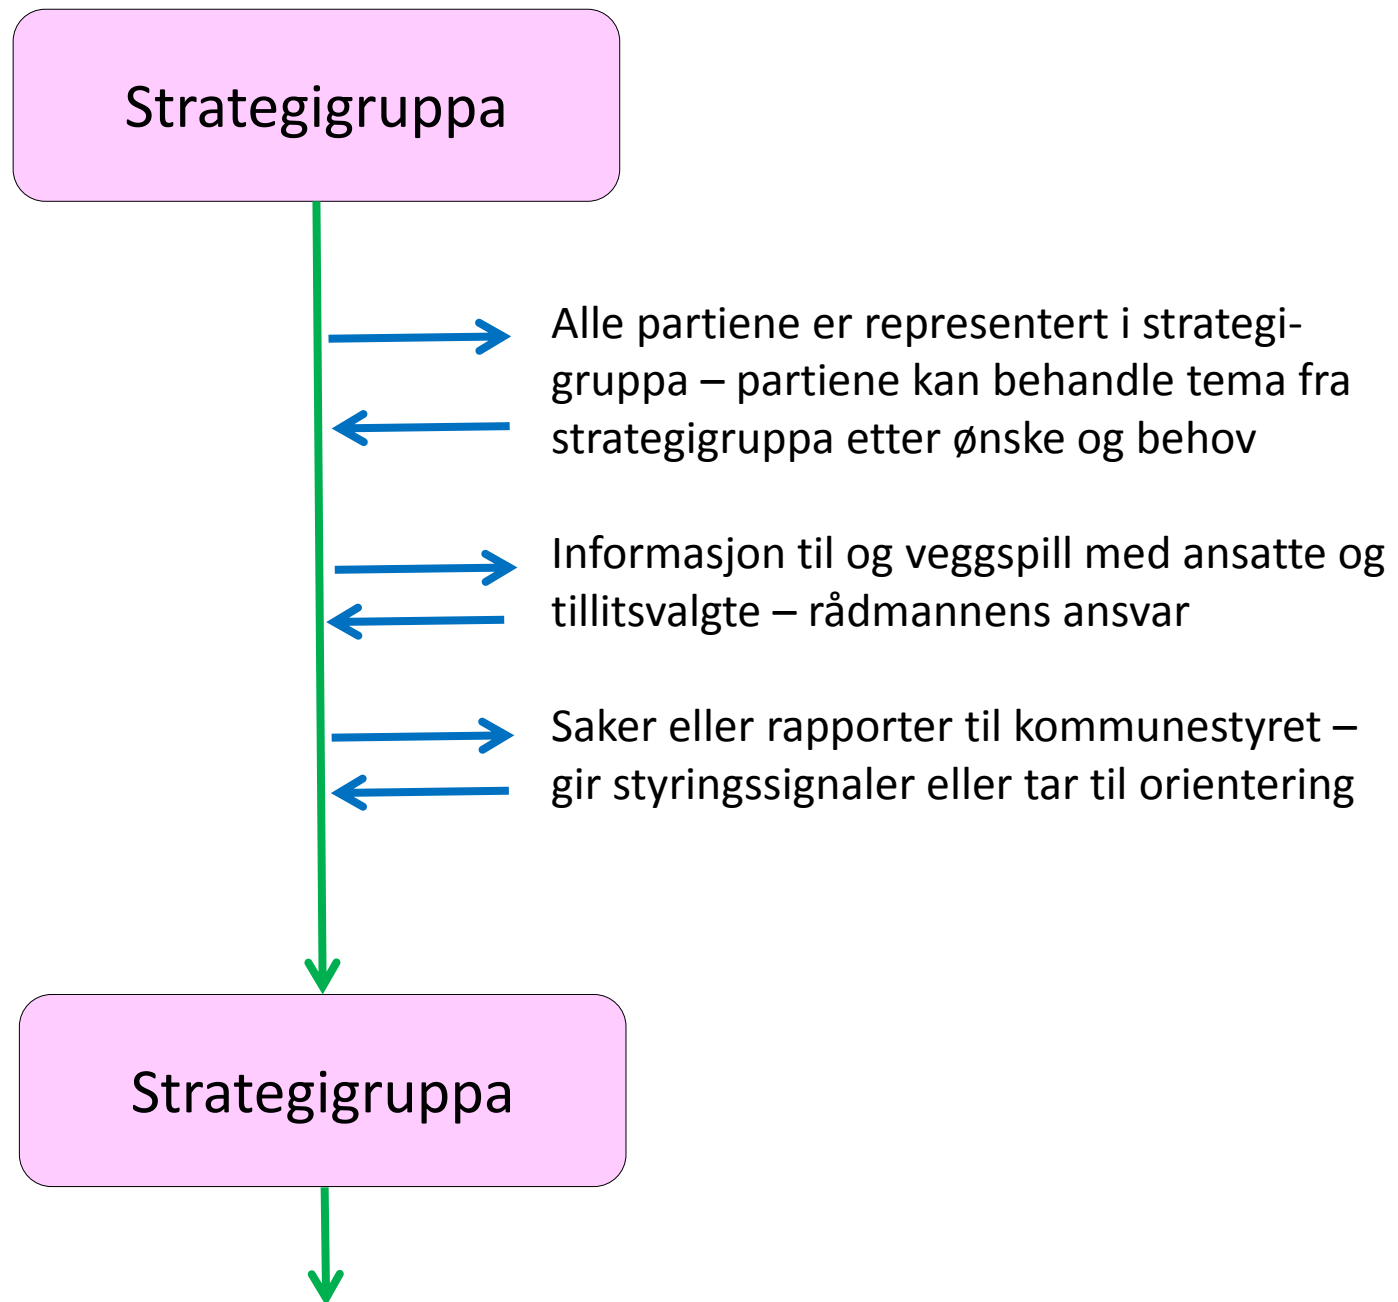 Strategigruppa
Alle partiene er representert i strategi-
gruppa – partiene kan behandle tema fra
strategigruppa etter ønske og behov
Informasjon til og veggspill med ansatte og
tillitsvalgte – rådmannens ansvar
Saker eller rapporter til kommunestyret –
gir styringssignaler eller tar til orientering
Strategigruppa